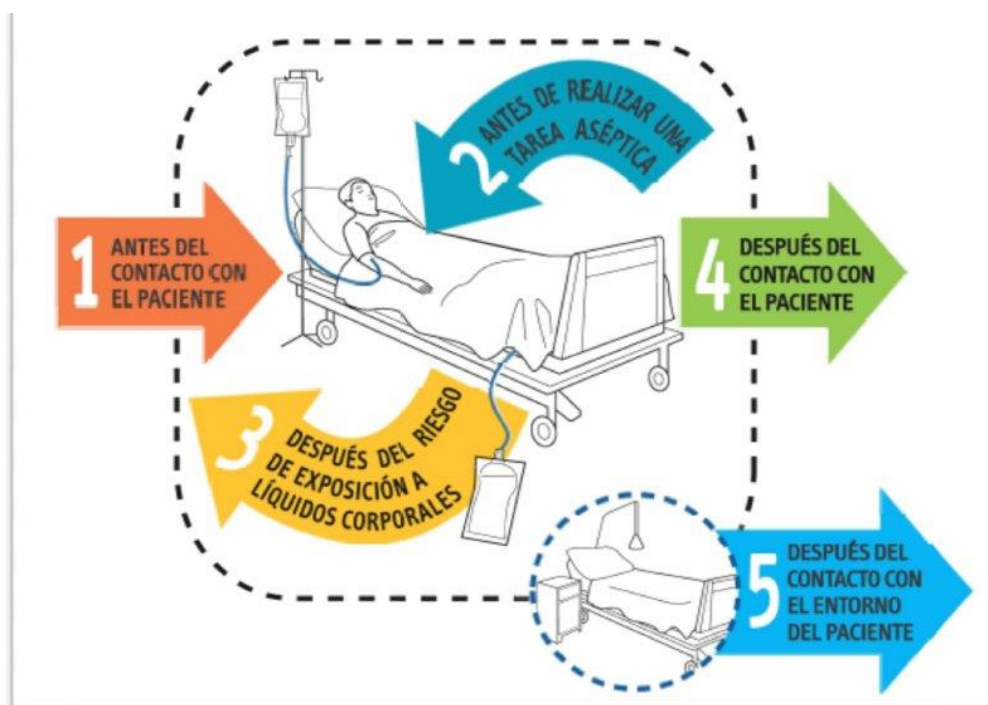 1
ANTES DEL
CONTACTO CON
EL PACIENTE
2
ANTES DE REALIZAR UNA
TAREA ASÉPTICA
3
DESPUÉS DEL RIESGO
DE EXPOSICIÓN A
LÍQUIDOS CORPORALES
4
DESPUÉS DEL
CONTACTO CON
EL PACIENTE
5
DESPUÉS DEL
CONTACTO CON
EL ENTORNO
DEL PACIENTE